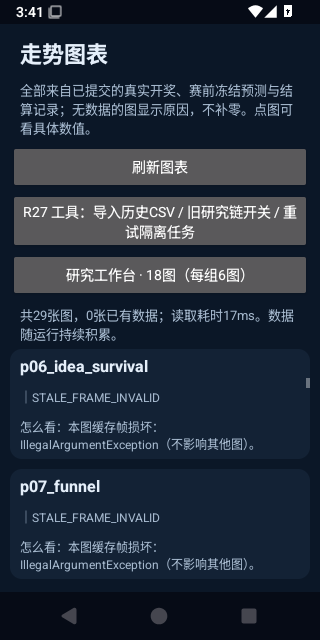 3:41
走势图表
全部来自已提交的真实开奖、赛前冻结预测与结
算记录；无数据的图显示原因，不补零。点图可
看具体数值。
刷新图表
R27 工具：导入历史CSV / 旧研究链开关 / 重
试隔离任务
研究工作台 · 18图（每组6图）
共29张图，0张已有数据；读取耗时17ms。数据
随运行持续积累。
p06_idea_survival
STALE_FRAME_INVALID
怎么看：本图缓存帧损坏：
IllegalArgumentException（不影响其他图）。
p07_funnel
STALE_FRAME_INVALID
怎么看：本图缓存帧损坏：
IllegalArgumentException（不影响其他图）。